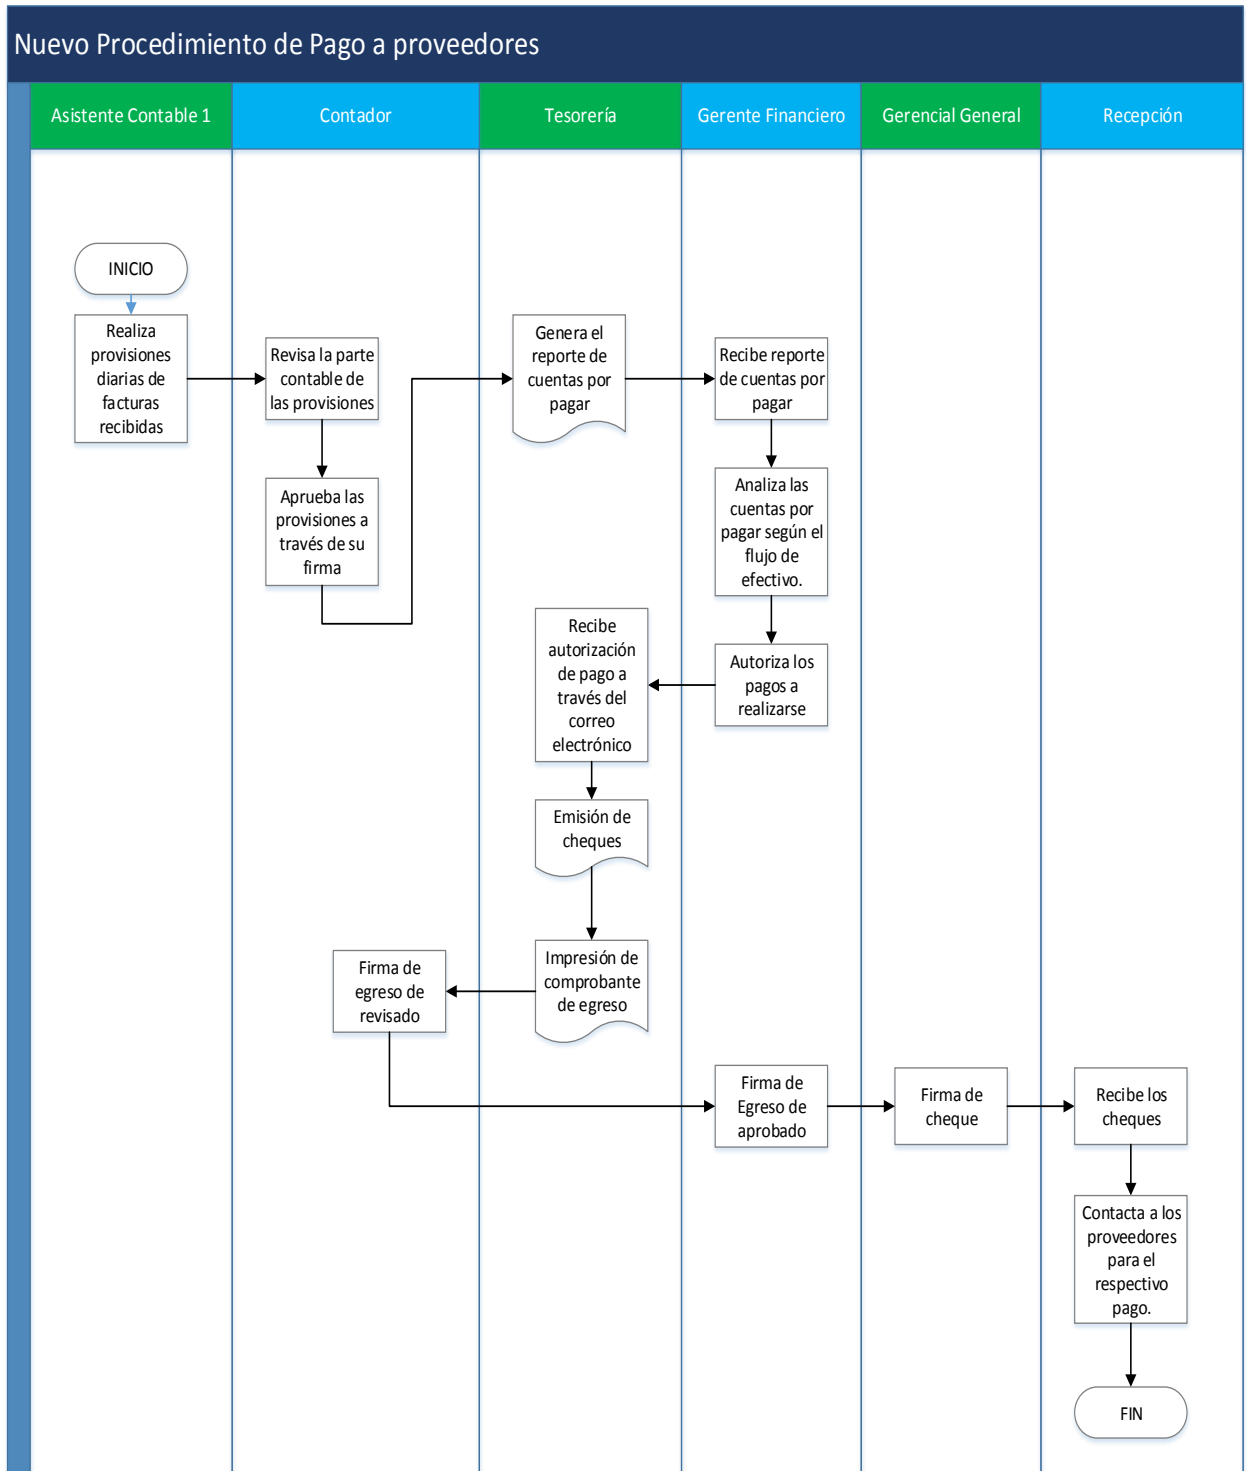 Nuevo Procedimiento de Pago a proveedores
Asistente Contable 1
Contador
Tesorería
Gerente Financiero
Gerencial General
Recepción
INICIO
Realiza
provisiones
diarias de
facturas
recibidas
Revisa la parte
contable de
las provisiones
Aprueba las
provisiones a
través de su
firma
Genera el
reporte de
cuentas por
pagar
Recibe reporte
de cuentas por
pagar
Analiza las
cuentas por
pagar según el
flujo de
efectivo.
Autoriza los
pagos a
realizarse
Recibe
autorización
de pago a
través del
correo
electrónico
Emisión de
cheques
Impresión de
comprobante
de egreso
Firma de
egreso de
revisado
Firma de
Egreso de
aprobado
Firma de
cheque
Recibe los
cheques
Contacta a los
proveedores
para el
respectivo
pago.
FIN